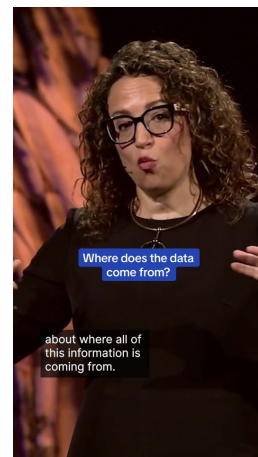 Where does the data
come from?
about where all of
this information is
coming from.